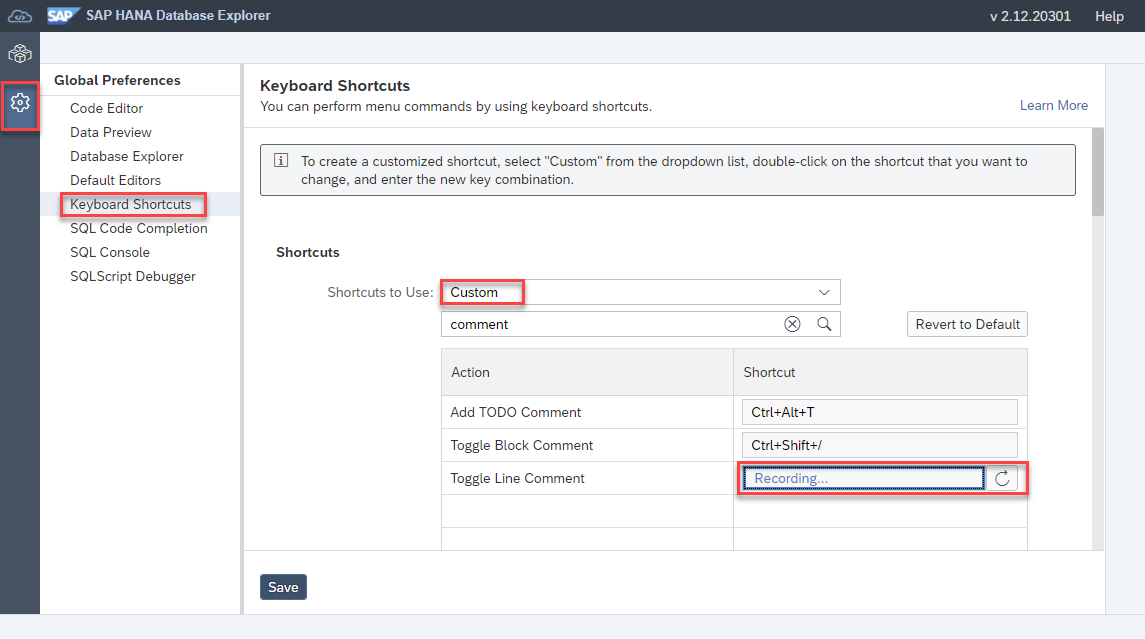 SAP SAP HANA Database Explorer
v 2.12.20301 Help
Global Preferences
Code Editor
Data Preview
Database Explorer
Default Editors
Keyboard Shortcuts
SQL Code Completion
SQL Console
SQLScript Debugger
Keyboard Shortcuts
You can perform menu commands by using keyboard shortcuts.
Learn More
To create a customized shortcut, select "Custom" from the dropdown list, double-click on the shortcut that you want to
change, and enter the new key combination.
Shortcuts
Shortcuts to Use: Custom
comment
Revert to Default
Action Shortcut
Add TODO Comment Ctrl+Alt+T
Toggle Block Comment Ctrl+Shift+/
Toggle Line Comment Recording...
Save